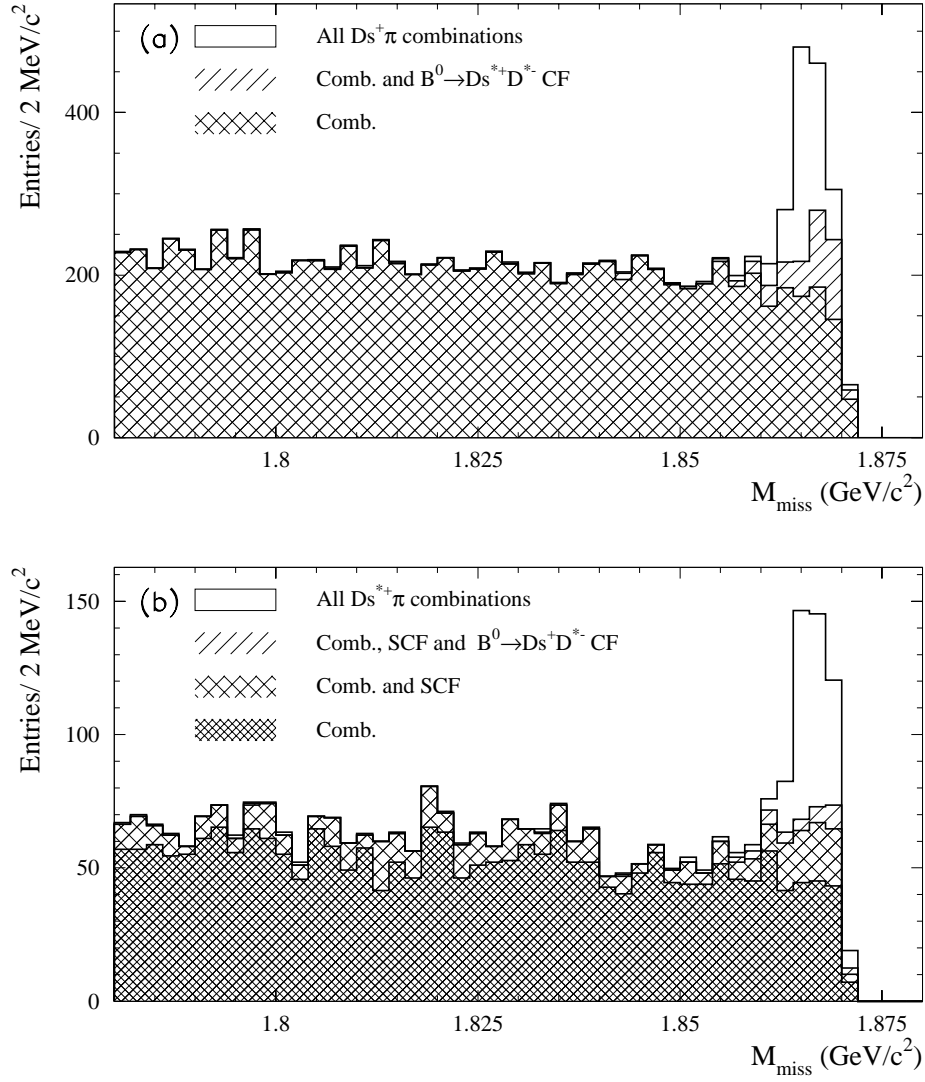 (a)
All Ds⁺π combinations
Comb. and B⁰→Ds*⁺D*⁻ CF
Comb.
Entries/ 2 MeV/c²
400
200
0
1.8
1.825
1.85
1.875
M_miss (GeV/c²)
(b)
All Ds*⁺π combinations
Comb., SCF and B⁰→Ds⁺D*⁻ CF
Comb. and SCF
Comb.
Entries/ 2 MeV/c²
150
100
50
0
1.8
1.825
1.85
1.875
M_miss (GeV/c²)